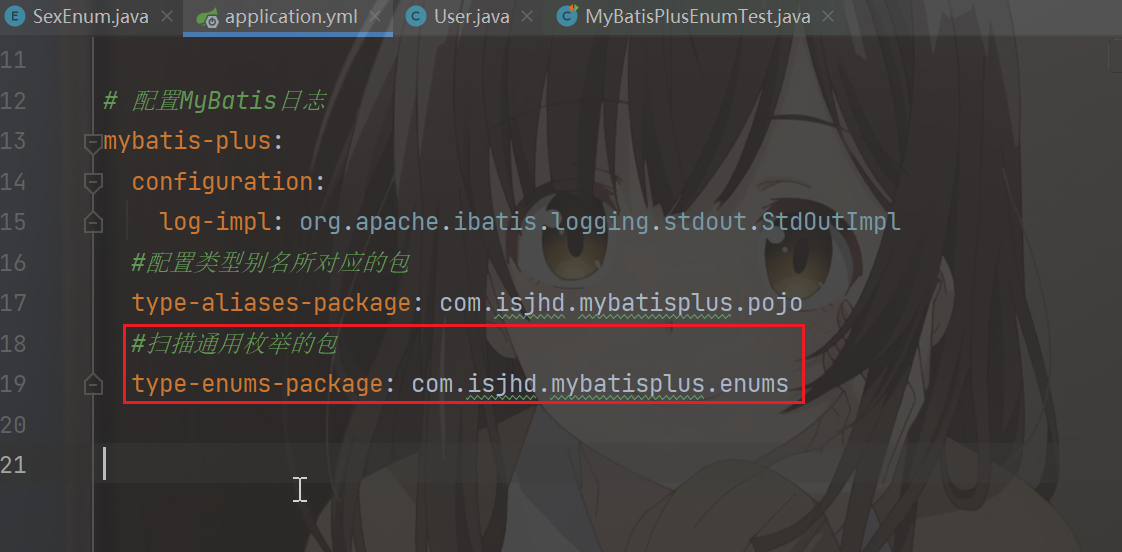 SexEnum.java application.yml User.java MyBatisPlusEnumTest.java
11
12 # 配置MyBatis日志
13 mybatis-plus:
14 configuration:
15 log-impl: org.apache.ibatis.logging.stdout.StdOutImpl
16 #配置类型别名所对应的包
17 type-aliases-package: com.isjhd.mybatisplus.pojo
18 #扫描通用枚举的包
19 type-enums-package: com.isjhd.mybatisplus.enums
20
21